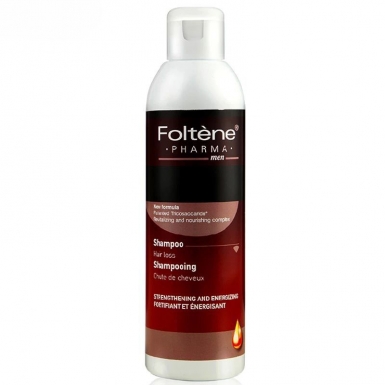 Foltène®
·PHARMA·
men
New formula
Patented "Tricosaccaride"
Revitalizing and nourishing complex
Shampoo
Hair loss
Shampooing
Chute de cheveux
STRENGTHENING AND ENERGIZING
FORTIFIANT ET ÉNERGISANT